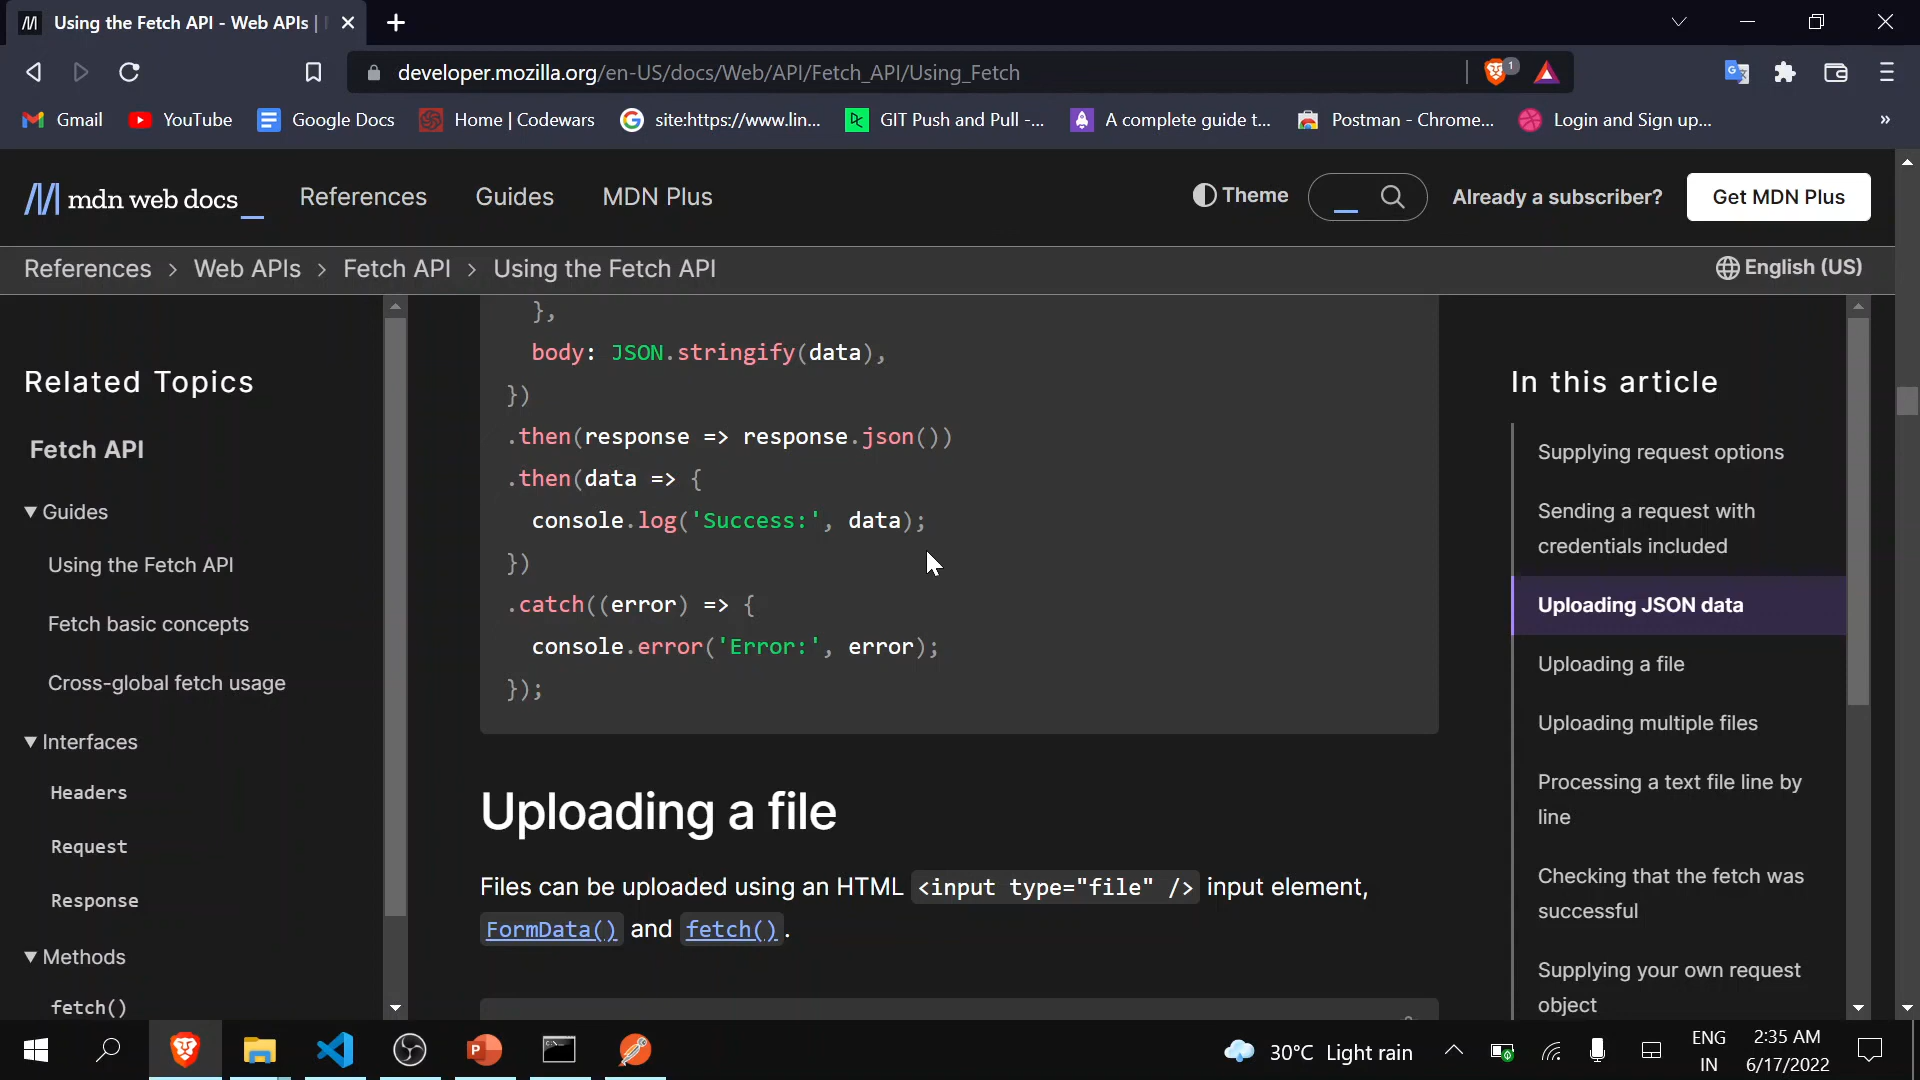 Using the Fetch API - Web APIs |
developer.mozilla.org/en-US/docs/Web/API/Fetch_API/Using_Fetch
1
Gmail
YouTube
Google Docs
Home | Codewars
site:https://www.lin...
GIT Push and Pull -...
A complete guide t...
Postman - Chrome...
Login and Sign up...
»
mdn web docs_
References
Guides
MDN Plus
Theme
Already a subscriber?
Get MDN Plus
References > Web APIs > Fetch API > Using the Fetch API
English (US)
Related Topics
Fetch API
▼ Guides
Using the Fetch API
Fetch basic concepts
Cross-global fetch usage
▼ Interfaces
Headers
Request
Response
▼ Methods
fetch()
},
body: JSON.stringify(data),
})
.then(response => response.json())
.then(data => {
console.log('Success:', data);
})
.catch((error) => {
console.error('Error:', error);
});
Uploading a file
Files can be uploaded using an HTML <input type="file" /> input element,
FormData() and fetch().
In this article
Supplying request options
Sending a request with
credentials included
Uploading JSON data
Uploading a file
Uploading multiple files
Processing a text file line by
line
Checking that the fetch was
successful
Supplying your own request
object
30°C Light rain
ENG
IN
2:35 AM
6/17/2022